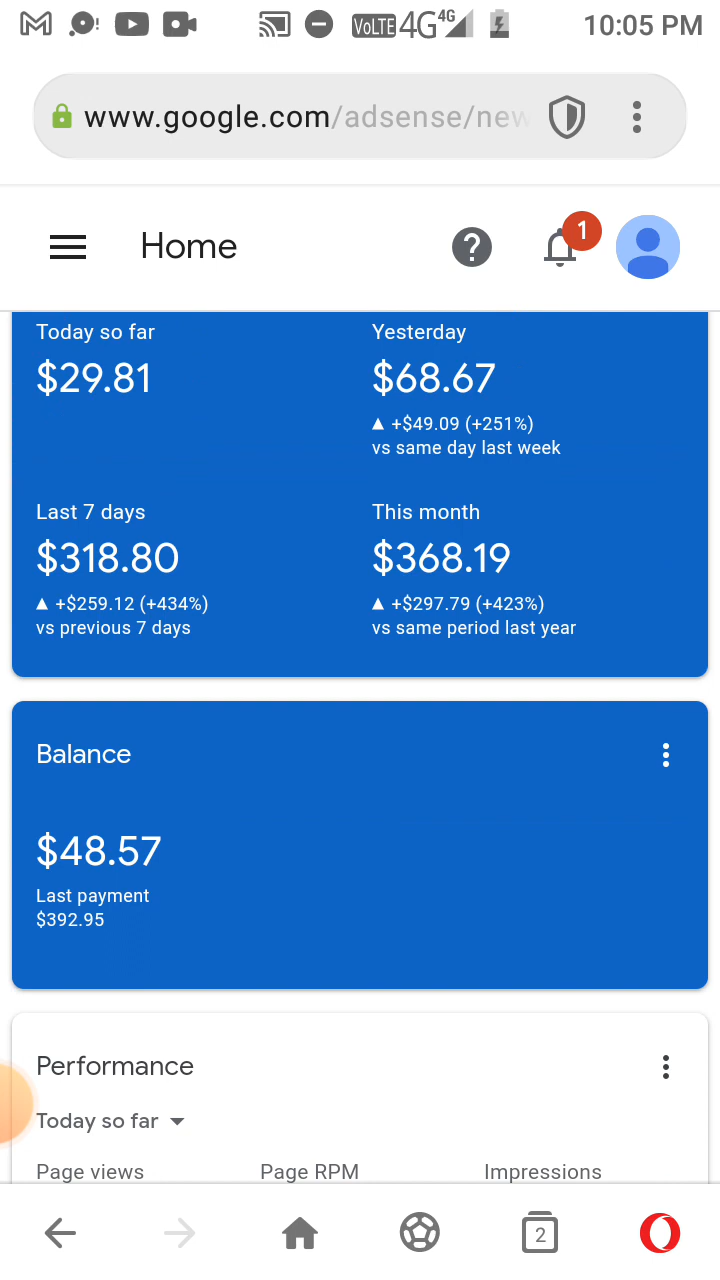 VoLTE 4G 4G 10:05 PM
www.google.com/adsense/new
Home 1
Today so far Yesterday
$29.81 $68.67
▲ +$49.09 (+251%)
vs same day last week
Last 7 days This month
$318.80 $368.19
▲ +$259.12 (+434%) ▲ +$297.79 (+423%)
vs previous 7 days vs same period last year
Balance
$48.57
Last payment
$392.95
Performance
Today so far
Page views Page RPM Impressions
2